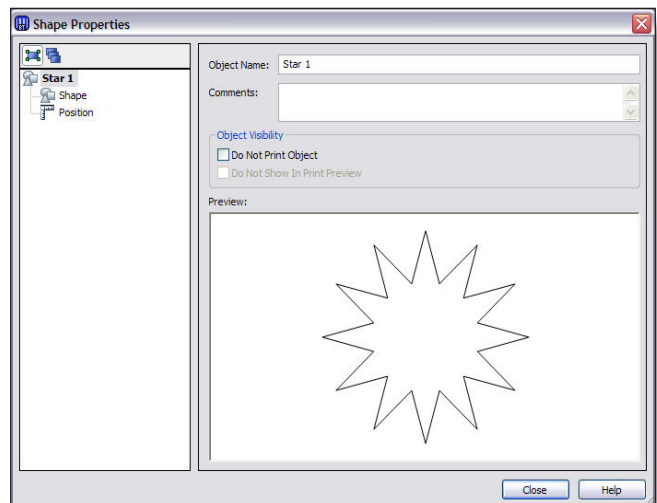 Shape Properties
Star 1
Shape
Position
Object Name: Star 1
Comments:
Object Visibility
Do Not Print Object
Do Not Show In Print Preview
Preview:
Close Help